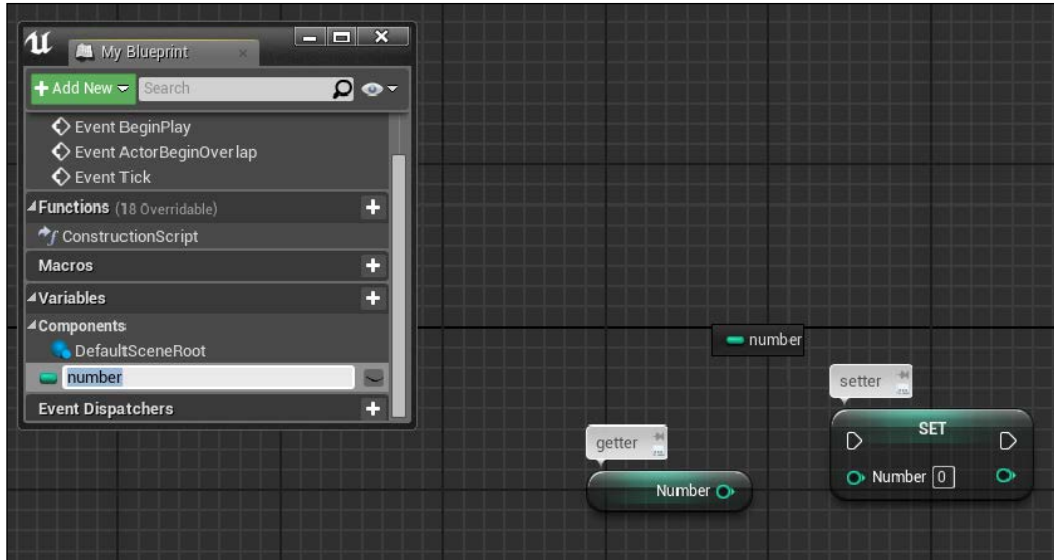 My Blueprint
Add New
Search
Event BeginPlay
Event ActorBeginOverlap
Event Tick
Functions (18 Overridable)
ConstructionScript
Macros
Variables
Components
DefaultSceneRoot
number
Event Dispatchers
number
getter
Number
setter
SET
Number 0